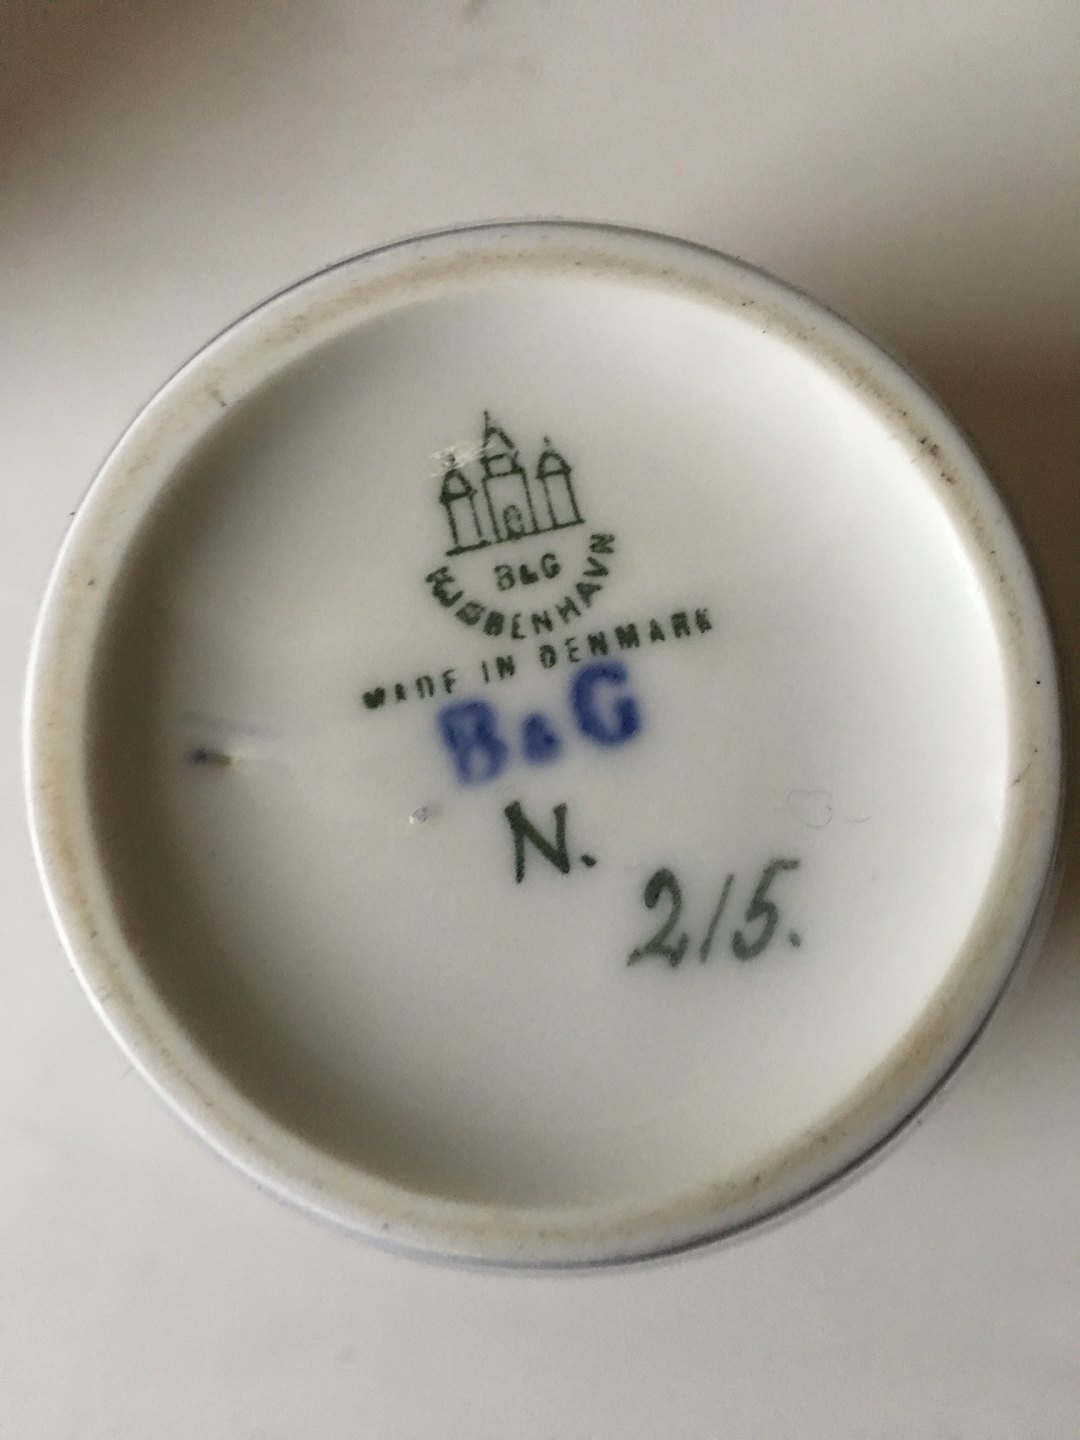 B&G
KJØBENHAVN
MADE IN DENMARK
B&G
N.
215.